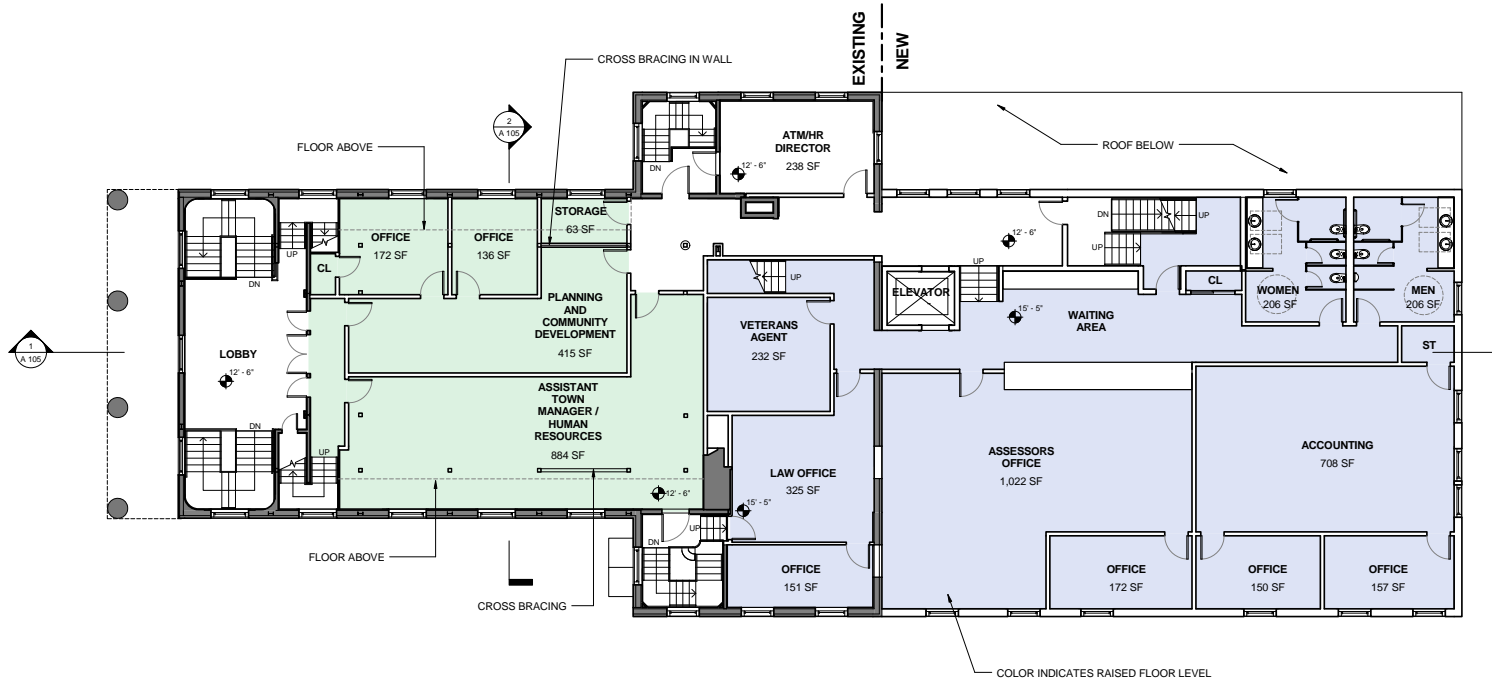 EXISTING
NEW
CROSS BRACING IN WALL
2
A 105
FLOOR ABOVE
ATM/HR
DIRECTOR
238 SF
12' - 6"
DN
ROOF BELOW
STORAGE
63 SF
OFFICE
172 SF
OFFICE
136 SF
UP
CL
DN
DN
UP
UP
12' - 6"
UP
UP
ELEVATOR
CL
WOMEN
206 SF
MEN
206 SF
PLANNING
AND
COMMUNITY
DEVELOPMENT
415 SF
15' - 5"
WAITING
AREA
VETERANS
AGENT
232 SF
ST
1
A 105
LOBBY
12' - 6"
ASSISTANT
TOWN
MANAGER /
HUMAN
RESOURCES
884 SF
DN
UP
ASSESSORS
OFFICE
1,022 SF
ACCOUNTING
708 SF
LAW OFFICE
325 SF
12' - 6"
15' - 5"
UP
DN
FLOOR ABOVE
OFFICE
151 SF
OFFICE
172 SF
OFFICE
150 SF
OFFICE
157 SF
CROSS BRACING
COLOR INDICATES RAISED FLOOR LEVEL